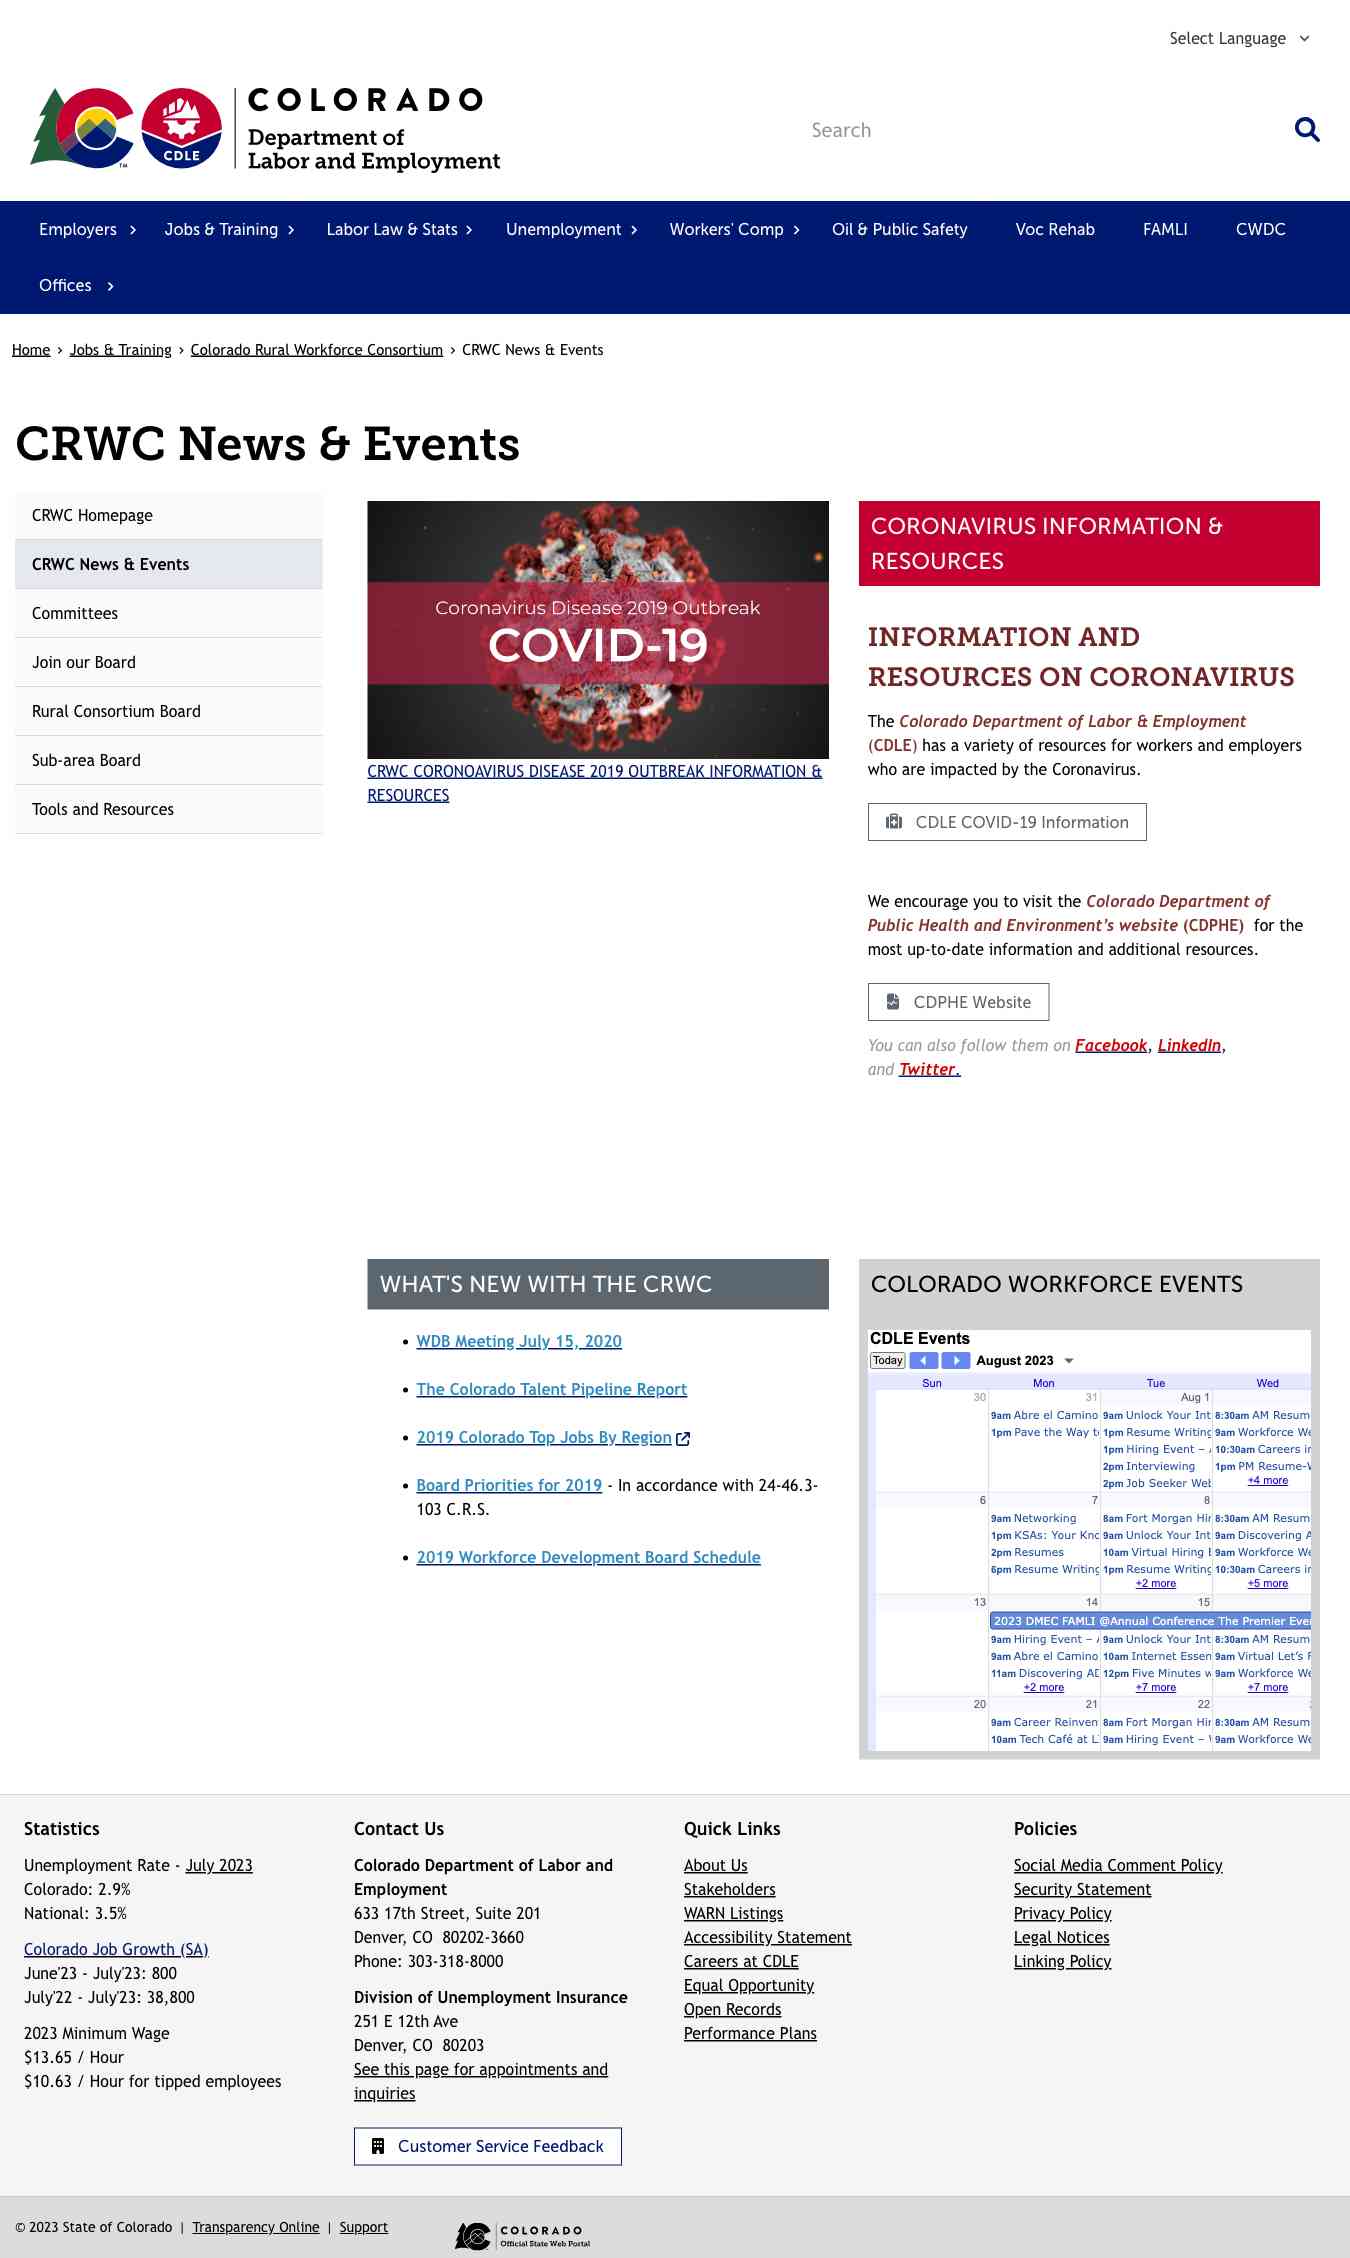 Select Language
COLORADO
Department of
Labor and Employment
CDLE
TM
Search
Employers
Jobs & Training
Labor Law & Stats
Unemployment
Workers' Comp
Oil & Public Safety
Voc Rehab
FAMLI
CWDC
Offices
Home › Jobs & Training › Colorado Rural Workforce Consortium › CRWC News & Events
CRWC News & Events
CRWC Homepage
CRWC News & Events
Committees
Join our Board
Rural Consortium Board
Sub-area Board
Tools and Resources
Coronavirus Disease 2019 Outbreak
COVID-19
CRWC CORONOAVIRUS DISEASE 2019 OUTBREAK INFORMATION &
RESOURCES
CORONAVIRUS INFORMATION &
RESOURCES
INFORMATION AND
RESOURCES ON CORONAVIRUS
The Colorado Department of Labor & Employment
(CDLE) has a variety of resources for workers and employers
who are impacted by the Coronavirus.
CDLE COVID-19 Information
We encourage you to visit the Colorado Department of
Public Health and Environment's website (CDPHE) for the
most up-to-date information and additional resources.
CDPHE Website
You can also follow them on Facebook, LinkedIn,
and Twitter.
WHAT'S NEW WITH THE CRWC
• WDB Meeting July 15, 2020
• The Colorado Talent Pipeline Report
• 2019 Colorado Top Jobs By Region
• Board Priorities for 2019 - In accordance with 24-46.3-
103 C.R.S.
• 2019 Workforce Development Board Schedule
COLORADO WORKFORCE EVENTS
CDLE Events
Today August 2023
Sun Mon Tue Wed
30 31 Aug 1
9am Abre el Camino 9am Unlock Your Int 8:30am AM Resum
1pm Pave the Way to 1pm Resume Writing 9am Workforce We
1pm Hiring Event – 10:30am Careers in
2pm Interviewing 1pm PM Resume-W
2pm Job Seeker Web +4 more
6 7 8
9am Networking 8am Fort Morgan Hir 8:30am AM Resum
1pm KSAs: Your Kno 9am Unlock Your Int 9am Discovering A
2pm Resumes 10am Virtual Hiring 9am Workforce We
6pm Resume Writing 1pm Resume Writing 10:30am Careers in
+2 more +5 more
13 14 15
2023 DMEC FAMLI @Annual Conference The Premier Even
9am Hiring Event – 9am Unlock Your Int 8:30am AM Resum
9am Abre el Camino 10am Internet Essen 9am Virtual Let's
11am Discovering AD 12pm Five Minutes w 9am Workforce We
+2 more +7 more +7 more
20 21 22
9am Career Reinven 8am Fort Morgan Hir 8:30am AM Resum
10am Tech Café at 9am Hiring Event – 9am Workforce We
Statistics
Unemployment Rate - July 2023
Colorado: 2.9%
National: 3.5%
Colorado Job Growth (SA)
June'23 - July'23: 800
July'22 - July'23: 38,800
2023 Minimum Wage
$13.65 / Hour
$10.63 / Hour for tipped employees
Contact Us
Colorado Department of Labor and
Employment
633 17th Street, Suite 201
Denver, CO 80202-3660
Phone: 303-318-8000
Division of Unemployment Insurance
251 E 12th Ave
Denver, CO 80203
See this page for appointments and
inquiries
Customer Service Feedback
Quick Links
About Us
Stakeholders
WARN Listings
Accessibility Statement
Careers at CDLE
Equal Opportunity
Open Records
Performance Plans
Policies
Social Media Comment Policy
Security Statement
Privacy Policy
Legal Notices
Linking Policy
© 2023 State of Colorado | Transparency Online | Support
COLORADO
Official State Web Portal